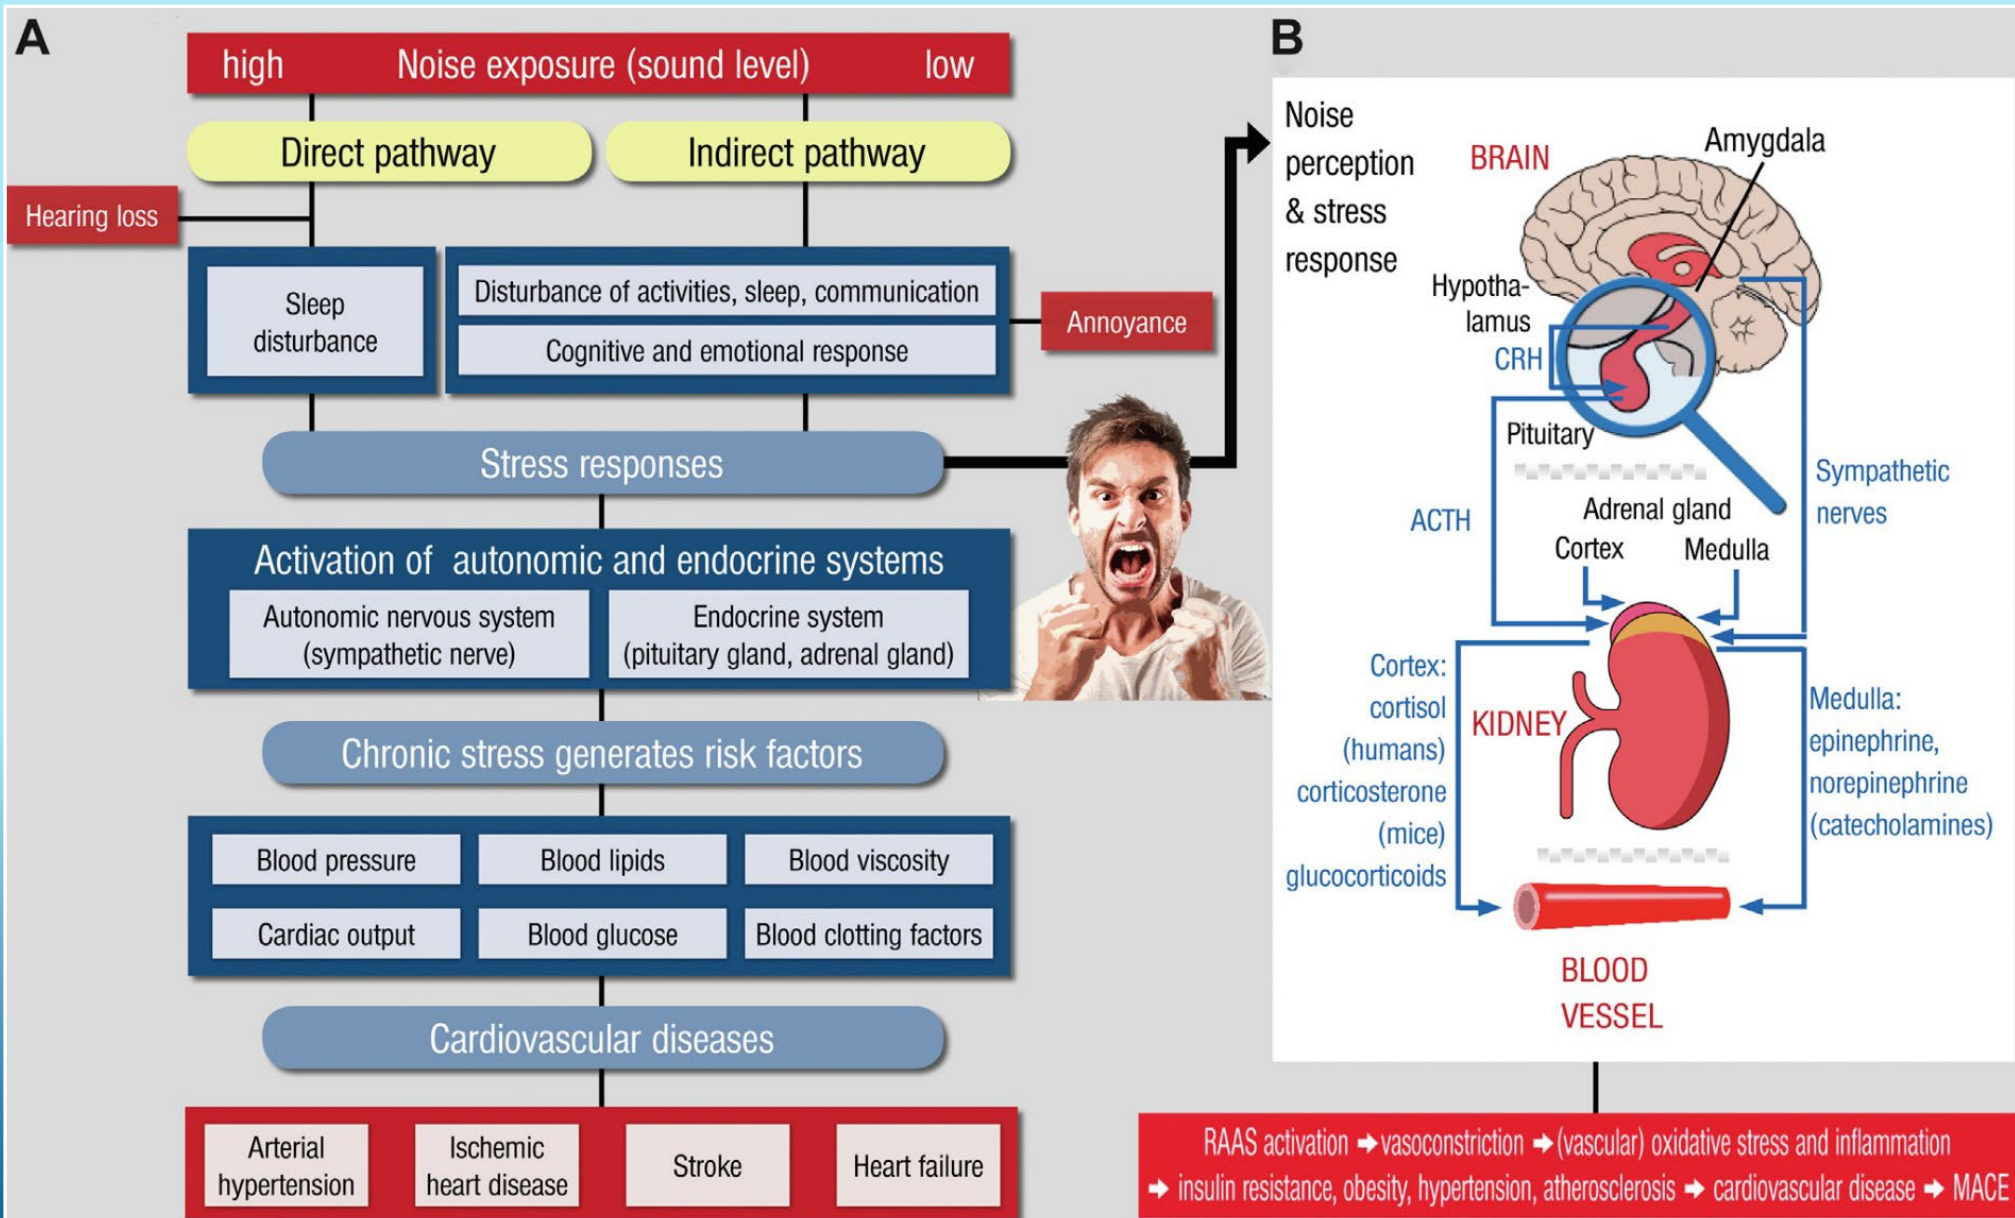 A
high Noise exposure (sound level) low
Direct pathway
Indirect pathway
Hearing loss
Sleep
disturbance
Disturbance of activities, sleep, communication
Cognitive and emotional response
Annoyance
Stress responses
Activation of autonomic and endocrine systems
Autonomic nervous system
(sympathetic nerve)
Endocrine system
(pituitary gland, adrenal gland)
Chronic stress generates risk factors
Blood pressure
Blood lipids
Blood viscosity
Cardiac output
Blood glucose
Blood clotting factors
Cardiovascular diseases
Arterial
hypertension
Ischemic
heart disease
Stroke
Heart failure
B
Noise
perception
& stress
response
BRAIN
Amygdala
Hypotha-
lamus
CRH
Pituitary
ACTH
Sympathetic
nerves
Adrenal gland
Cortex
Medulla
Cortex:
cortisol
(humans)
corticosterone
(mice)
glucocorticoids
KIDNEY
Medulla:
epinephrine,
norepinephrine
(catecholamines)
BLOOD
VESSEL
RAAS activation ➜ vasoconstriction ➜ (vascular) oxidative stress and inflammation
➜ insulin resistance, obesity, hypertension, atherosclerosis ➜ cardiovascular disease ➜ MACE